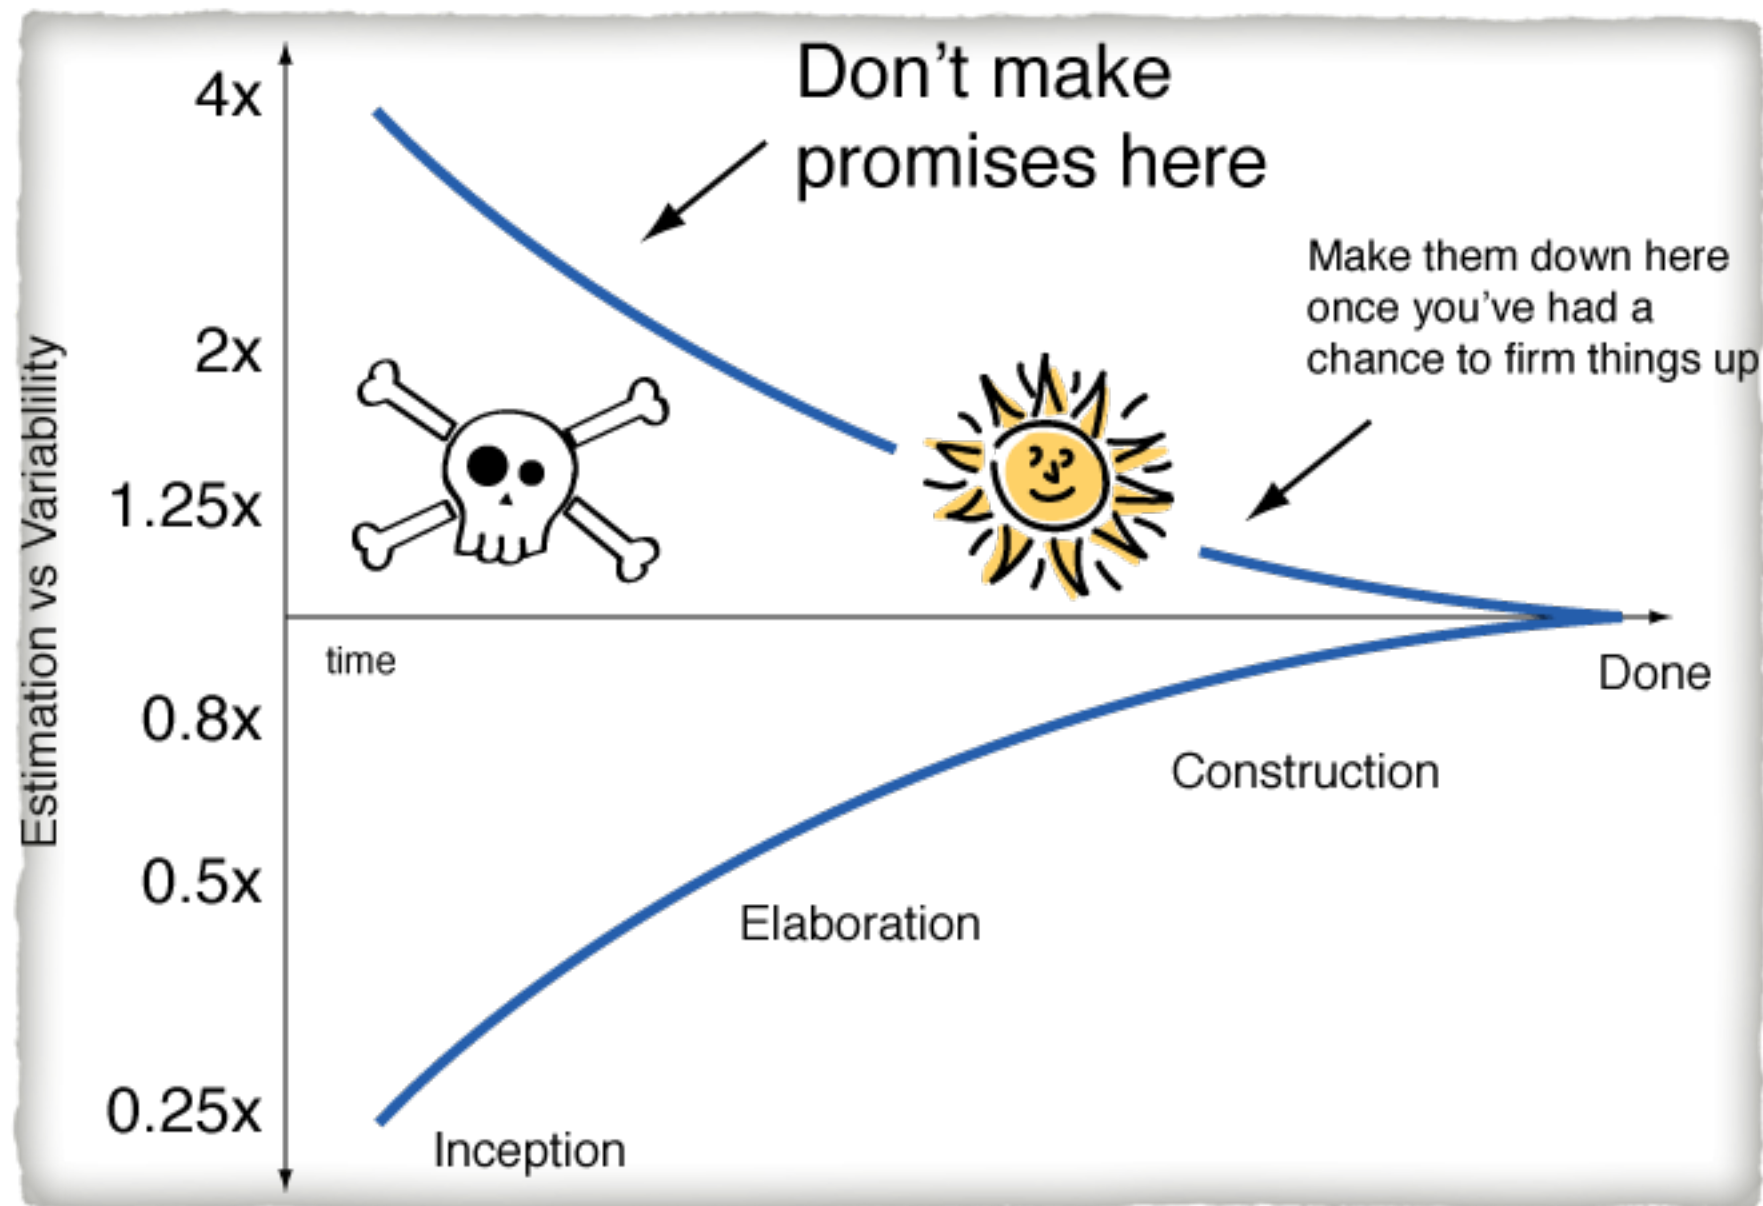 Don't make
promises here
Make them down here
once you've had a
chance to firm things up
4x
2x
1.25x
0.8x
0.5x
0.25x
Estimation vs Variablility
time
Done
Construction
Elaboration
Inception